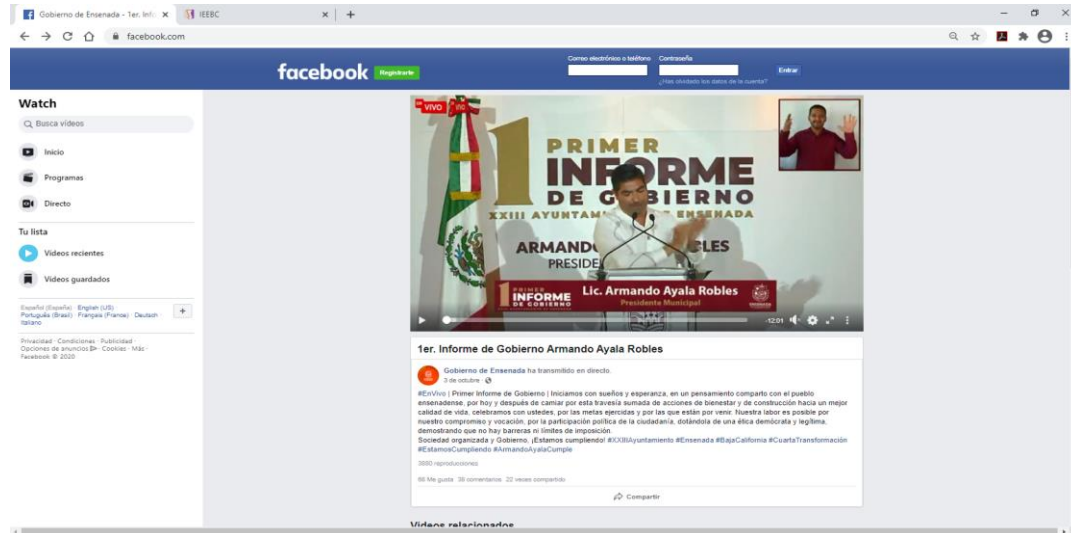 Gobierno de Ensenada - 1er. Info
IEEBC
facebook.com
facebook
Registrarte
Correo electrónico o teléfono
Contraseña
Entrar
¿Has olvidado los datos de la cuenta?
Watch
Busca vídeos
Inicio
Programas
Directo
Tu lista
Videos recientes
Videos guardados
Español (España) · English (US) ·
Português (Brasil) · Français (France) · Deutsch ·
Italiano
Privacidad · Condiciones · Publicidad ·
Opciones de anuncios · Cookies · Más ·
Facebook © 2020
VIVO
1 PRIMER
INFORME
DE GOBIERNO
XXIII AYUNTAM DE ENSENADA
ARMANDO LES
PRESIDE
PRIMER
INFORME
DE GOBIERNO
Lic. Armando Ayala Robles
Presidente Municipal
-12:01
1er. Informe de Gobierno Armando Ayala Robles
Gobierno de Ensenada ha transmitido en directo.
3 de octubre ·
#EnVivo | Primer Informe de Gobierno | Iniciamos con sueños y esperanza, en un pensamiento comparto con el pueblo
ensenadense, por hoy y después de camiar por esta travesía sumada de acciones de bienestar y de construcción hacia un mejor
calidad de vida, celebramos con ustedes, por las metas ejercidas y por las que están por venir. Nuestra labor es posible por
nuestro compromiso y vocación, por la participación política de la ciudadanía, dotándola de una ética demócrata y legítima,
demostrando que no hay barreras ni límites de imposición.
Sociedad organizada y Gobierno, ¡Estamos cumpliendo! #XXIIIAyuntamiento #Ensenada #BajaCalifornia #CuartaTransformación
#EstamosCumpliendo #ArmandoAyalaCumple
3880 reproducciones
66 Me gusta 36 comentarios 22 veces compartido
Compartir
Videos relacionados